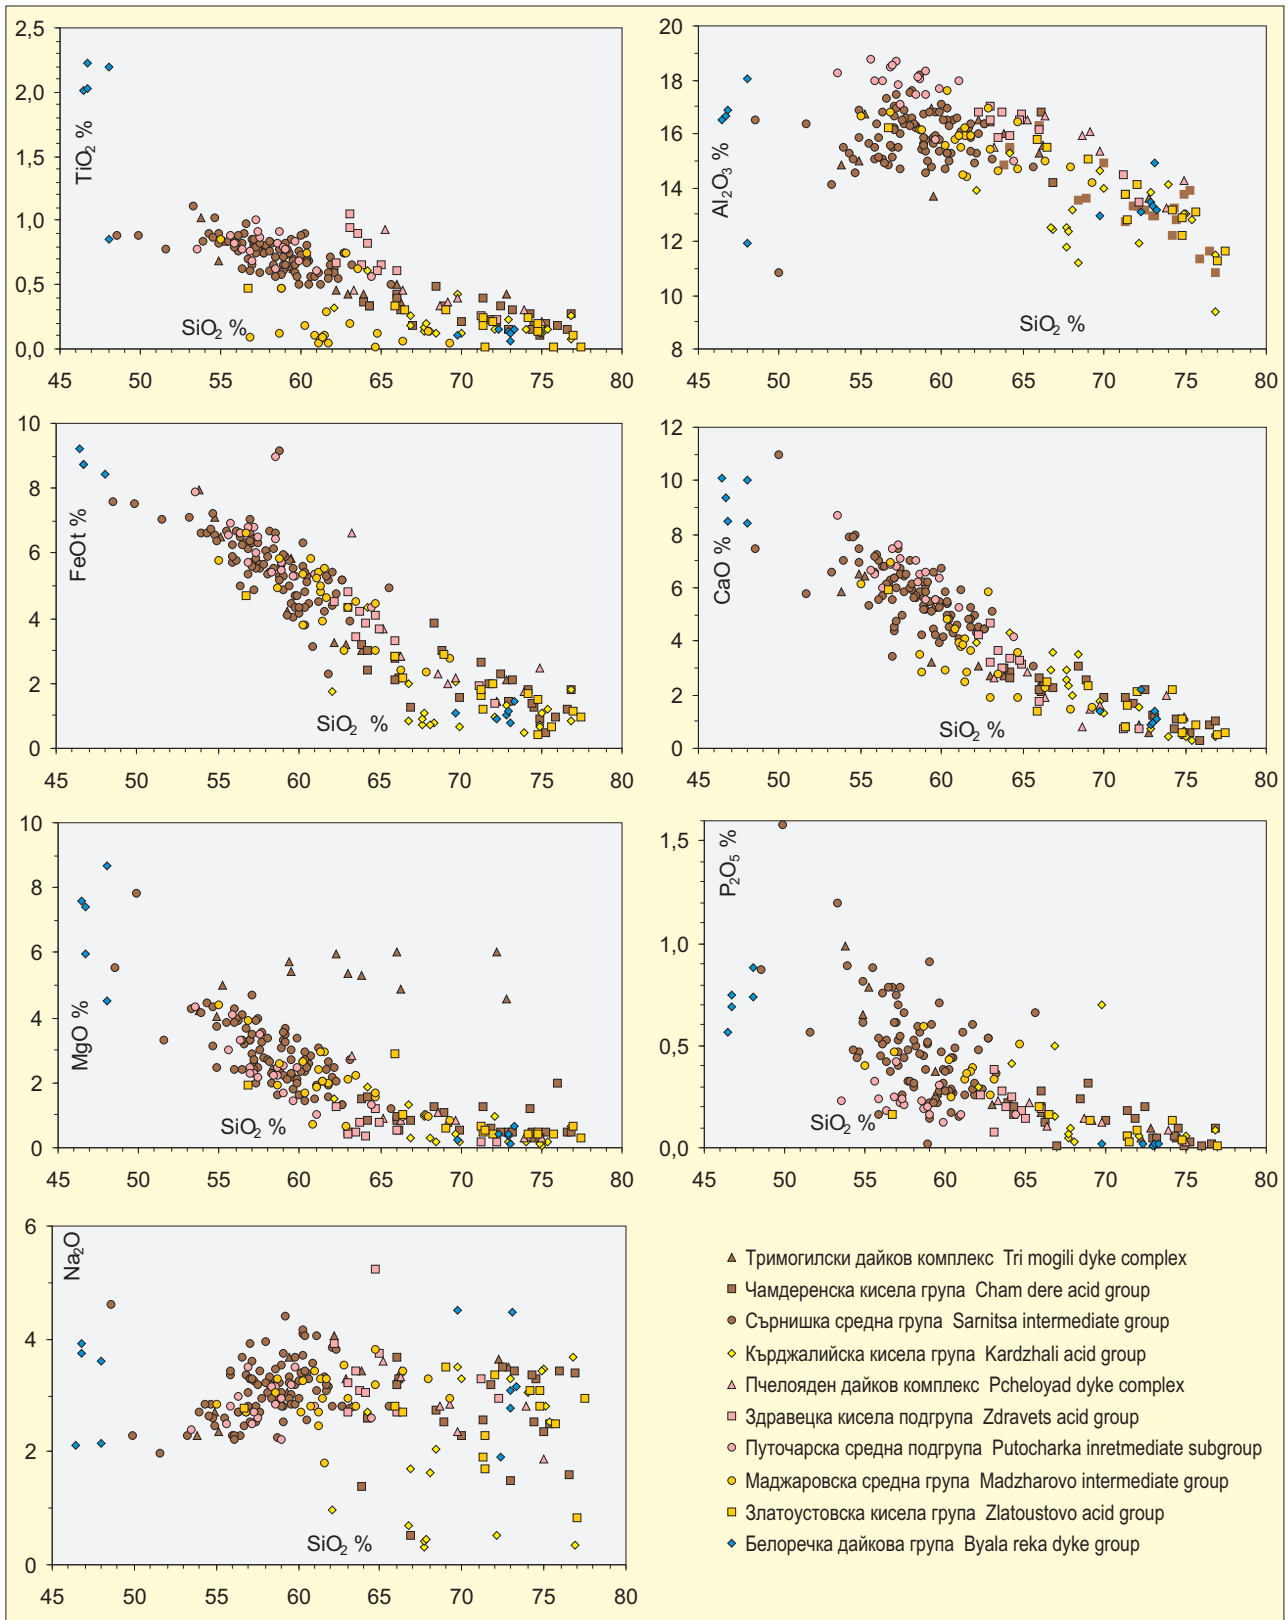 2,5
2,0
1,5
1,0
0,5
0,0
TiO2 %
SiO2 %
45 50 55 60 65 70 75 80
20
18
16
14
12
10
8
Al2O3 %
SiO2 %
45 50 55 60 65 70 75 80
10
8
6
4
2
0
FeOt %
SiO2 %
45 50 55 60 65 70 75 80
12
10
8
6
4
2
0
CaO %
SiO2 %
45 50 55 60 65 70 75 80
10
8
6
4
2
0
MgO %
SiO2 %
45 50 55 60 65 70 75 80
1,5
1,0
0,5
0,0
P2O5 %
SiO2 %
45 50 55 60 65 70 75 80
6
4
2
0
Na2O
SiO2 %
45 50 55 60 65 70 75 80
Тримогилски дайков комплекс Tri mogili dyke complex
Чамдеренска кисела група Cham dere acid group
Сърнишка средна група Sarnitsa intermediate group
Кърджалийска кисела група Kardzhali acid group
Пчелояден дайков комплекс Pcheloyad dyke complex
Здравецка кисела подгрупа Zdravets acid group
Путочарска средна подгрупа Putocharka inretmediate subgroup
Маджаровска средна група Madzharovo intermediate group
Златоустовска кисела група Zlatoustovo acid group
Белоречка дайкова група Byala reka dyke group